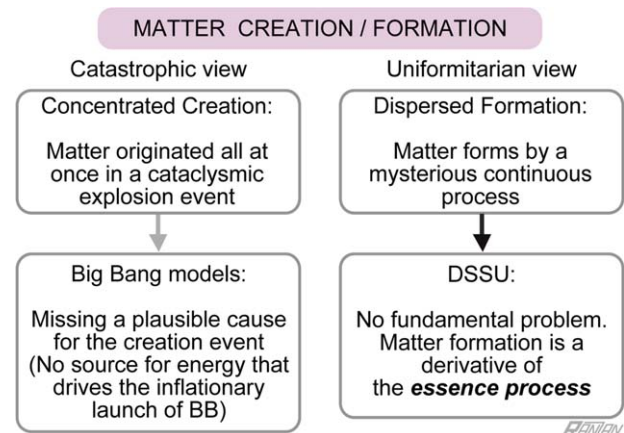 MATTER CREATION / FORMATION
Catastrophic view
Concentrated Creation:
Matter originated all at
once in a cataclysmic
explosion event
Big Bang models:
Missing a plausible cause
for the creation event
(No source for energy that
drives the inflationary
launch of BB)
Uniformitarian view
Dispersed Formation:
Matter forms by a
mysterious continuous
process
DSSU:
No fundamental problem.
Matter formation is a
derivative of
the essence process
RANZAN